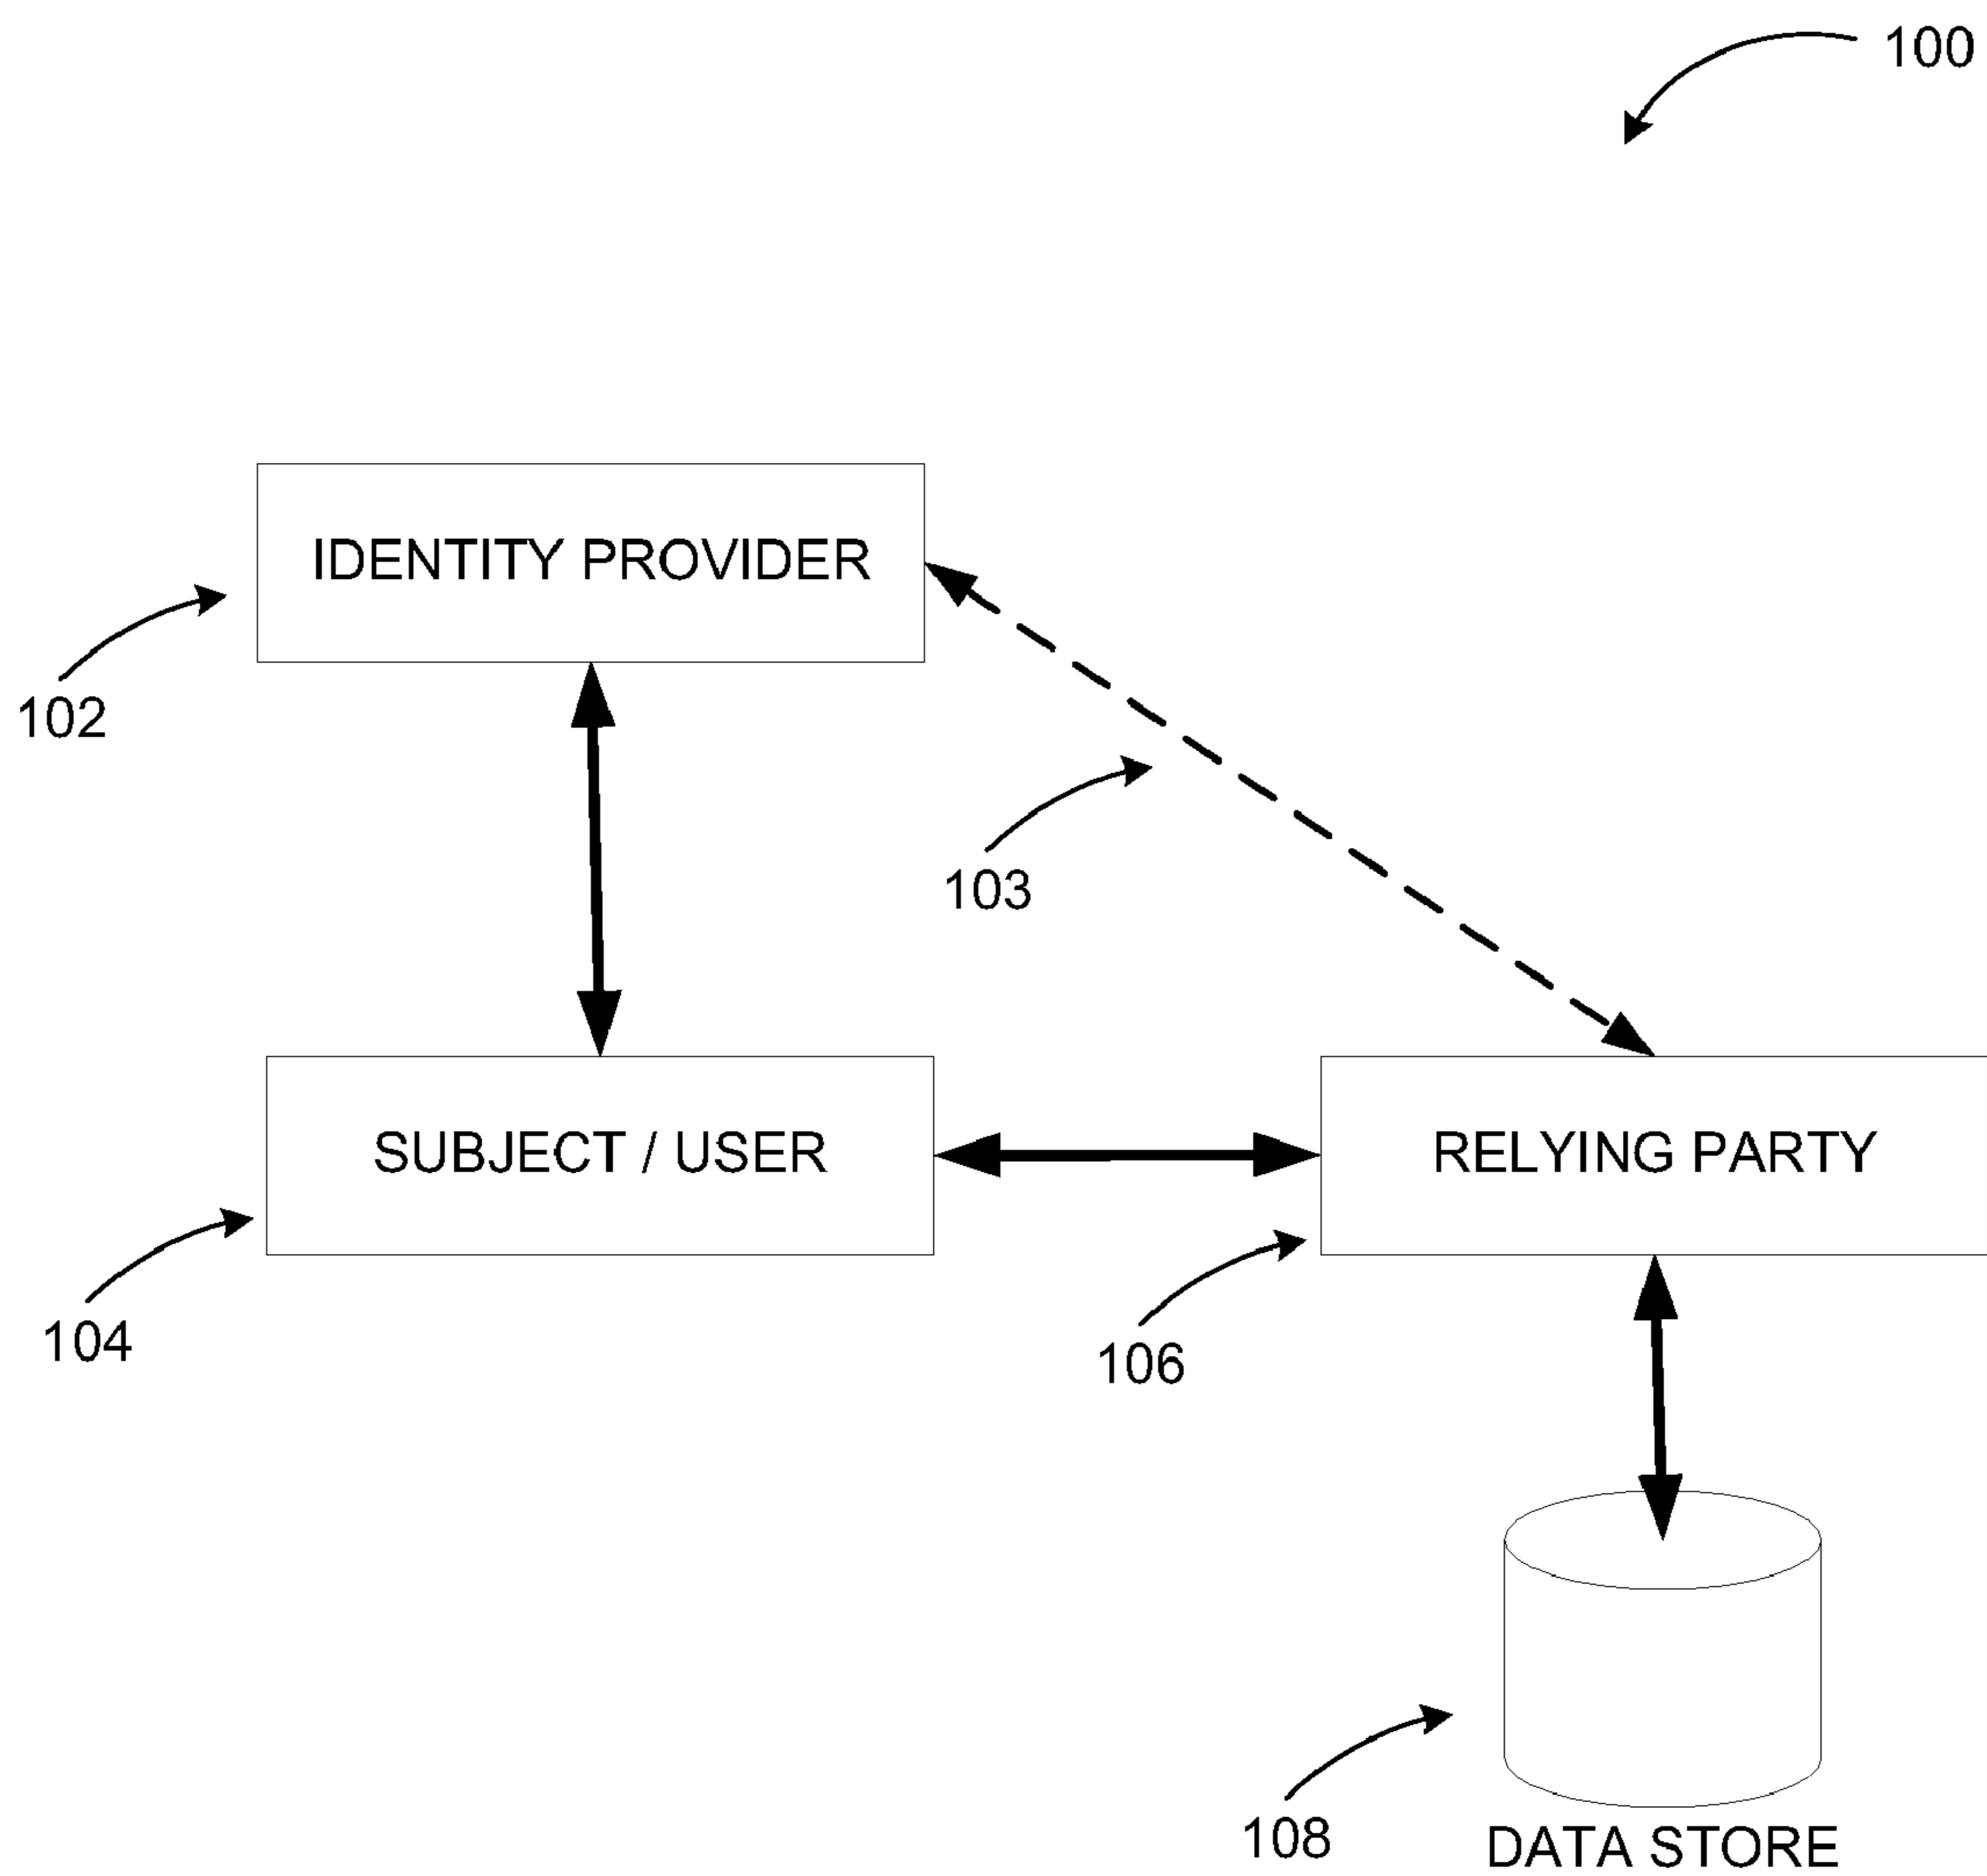 100
IDENTITY PROVIDER
102
103
SUBJECT / USER
RELYING PARTY
104
106
108
DATA STORE